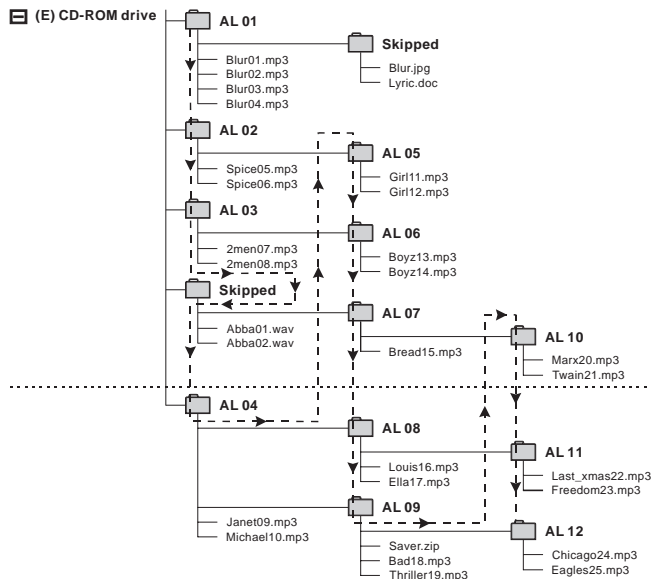 (E) CD-ROM drive
AL 01
Blur01.mp3
Blur02.mp3
Blur03.mp3
Blur04.mp3
Skipped
Blur.jpg
Lyric.doc
AL 02
Spice05.mp3
Spice06.mp3
AL 05
Girl11.mp3
Girl12.mp3
AL 03
2men07.mp3
2men08.mp3
AL 06
Boyz13.mp3
Boyz14.mp3
Skipped
Abba01.wav
Abba02.wav
AL 07
Bread15.mp3
AL 10
Marx20.mp3
Twain21.mp3
AL 04
Janet09.mp3
Michael10.mp3
AL 08
Louis16.mp3
Ella17.mp3
AL 11
Last_xmas22.mp3
Freedom23.mp3
AL 09
Saver.zip
Bad18.mp3
Thriller19.mp3
AL 12
Chicago24.mp3
Eagles25.mp3